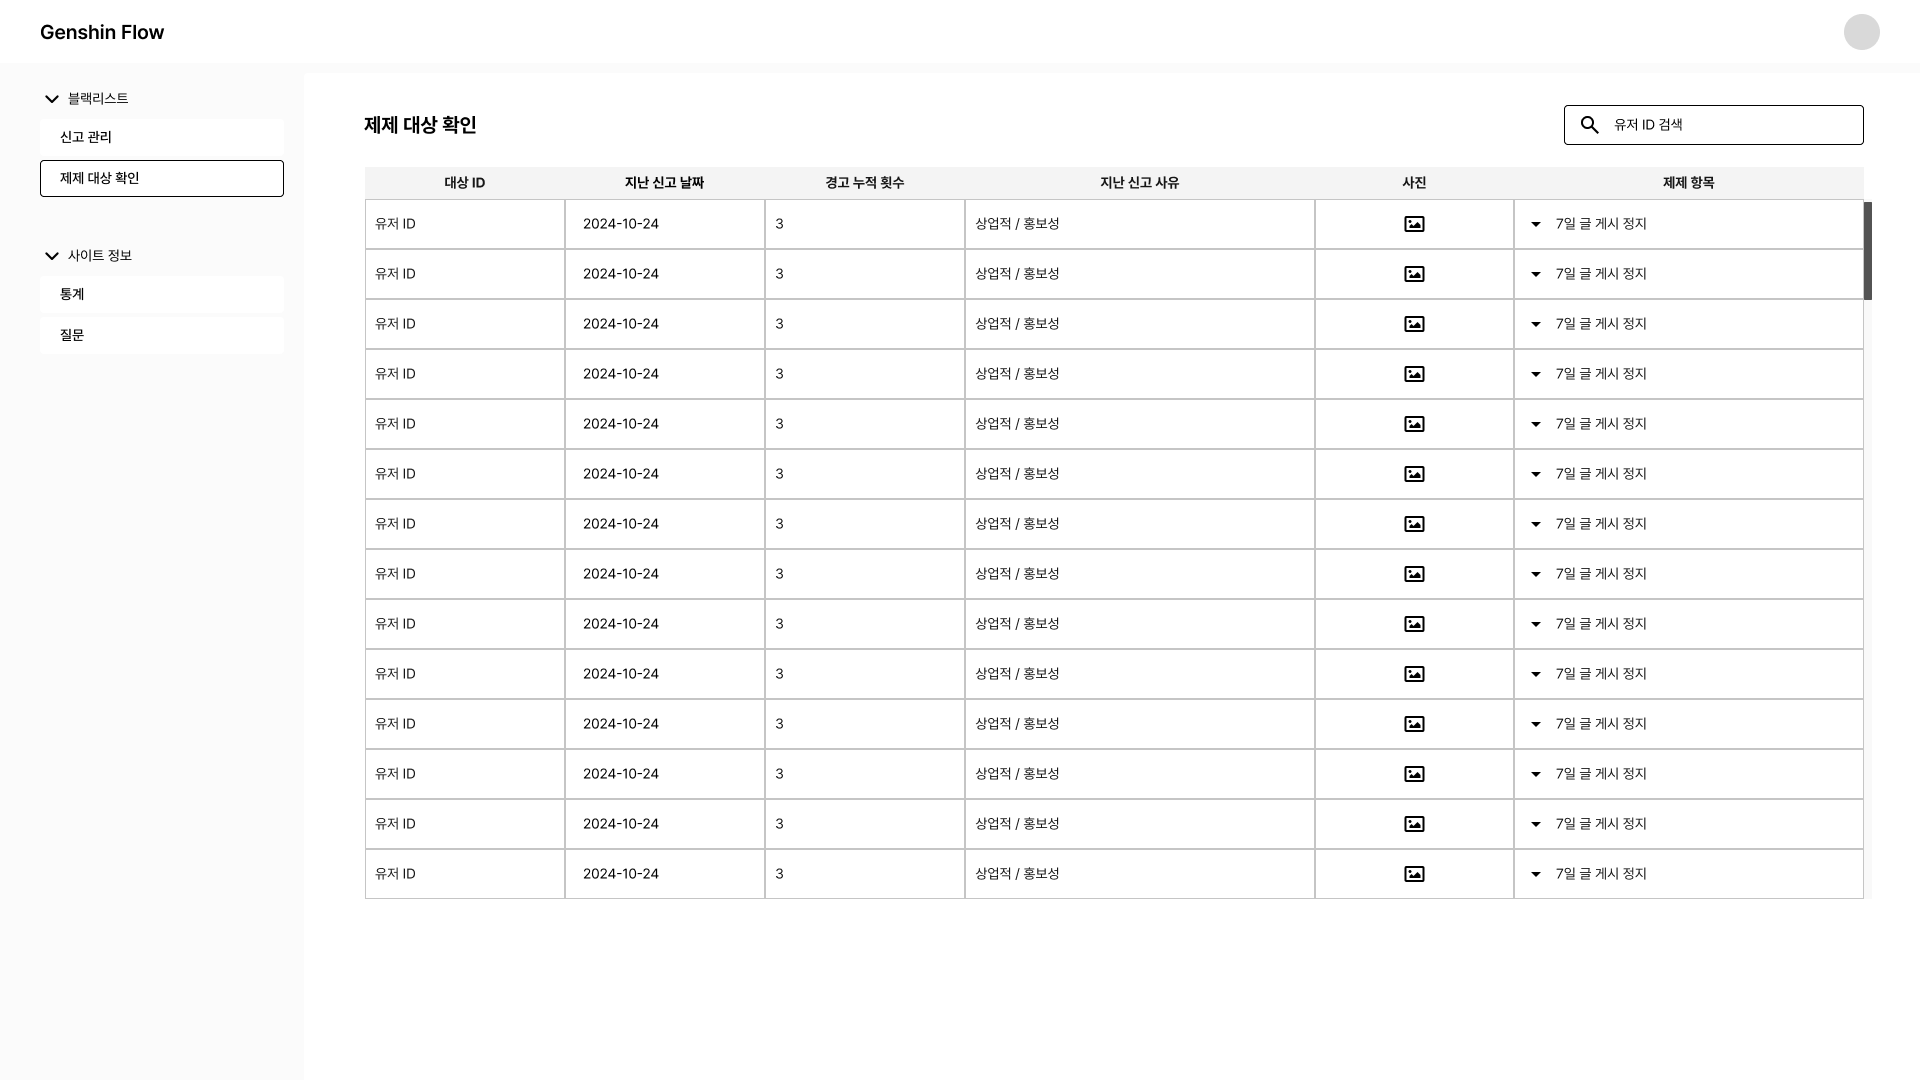 Genshin Flow
블랙리스트
신고 관리
제제 대상 확인
사이트 정보
통계
질문
제제 대상 확인
유저 ID 검색
대상 ID 지난 신고 날짜 경고 누적 횟수 지난 신고 사유 사진 제제 항목
유저 ID 2024-10-24 3 상업적 / 홍보성 7일 글 게시 정지
유저 ID 2024-10-24 3 상업적 / 홍보성 7일 글 게시 정지
유저 ID 2024-10-24 3 상업적 / 홍보성 7일 글 게시 정지
유저 ID 2024-10-24 3 상업적 / 홍보성 7일 글 게시 정지
유저 ID 2024-10-24 3 상업적 / 홍보성 7일 글 게시 정지
유저 ID 2024-10-24 3 상업적 / 홍보성 7일 글 게시 정지
유저 ID 2024-10-24 3 상업적 / 홍보성 7일 글 게시 정지
유저 ID 2024-10-24 3 상업적 / 홍보성 7일 글 게시 정지
유저 ID 2024-10-24 3 상업적 / 홍보성 7일 글 게시 정지
유저 ID 2024-10-24 3 상업적 / 홍보성 7일 글 게시 정지
유저 ID 2024-10-24 3 상업적 / 홍보성 7일 글 게시 정지
유저 ID 2024-10-24 3 상업적 / 홍보성 7일 글 게시 정지
유저 ID 2024-10-24 3 상업적 / 홍보성 7일 글 게시 정지
유저 ID 2024-10-24 3 상업적 / 홍보성 7일 글 게시 정지